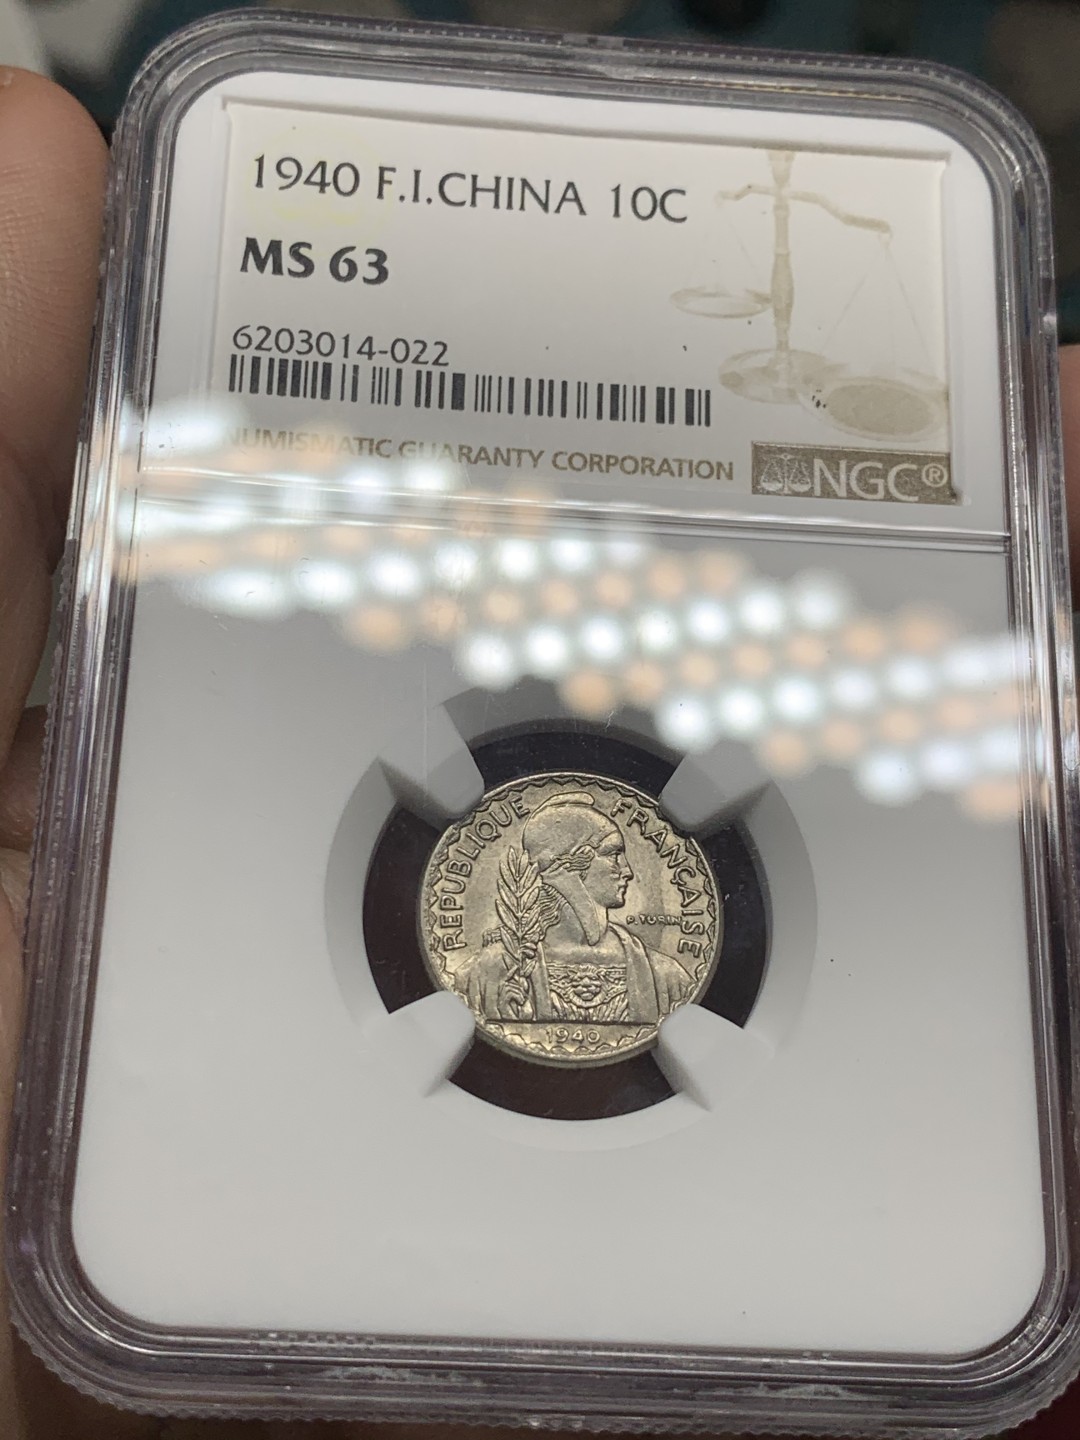 1940 F.I.CHINA 10C
MS 63
6203014-022
NUMISMATIC GUARANTY CORPORATION
NGC®
REPUBLIQUE FRANÇAISE
P. TURIN
1940